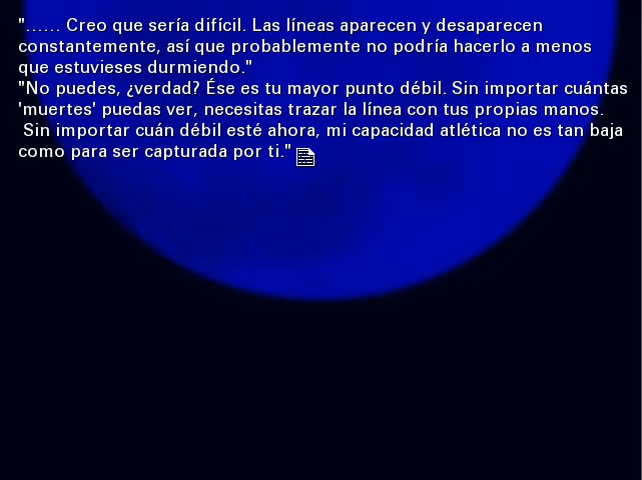 "...... Creo que sería difícil. Las líneas aparecen y desaparecen
constantemente, así que probablemente no podría hacerlo a menos
que estuvieses durmiendo."
"No puedes, ¿verdad? Ése es tu mayor punto débil. Sin importar cuántas
'muertes' puedas ver, necesitas trazar la línea con tus propias manos.
Sin importar cuán débil esté ahora, mi capacidad atlética no es tan baja
como para ser capturada por ti."